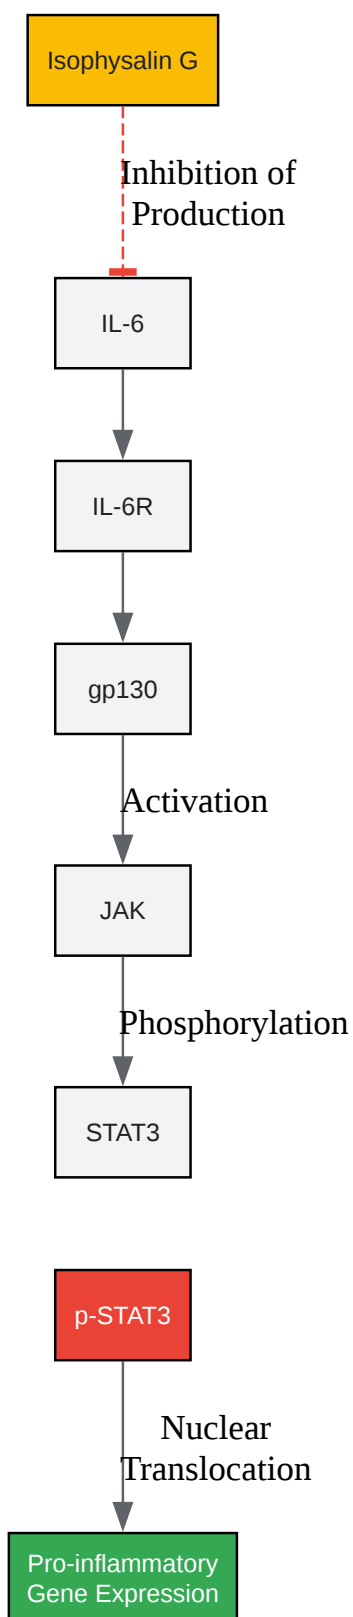 Isophysalin G
Inhibition of
Production
IL-6
IL-6R
gp130
Activation
JAK
Phosphorylation
STAT3
p-STAT3
Nuclear
Translocation
Pro-inflammatory
Gene Expression